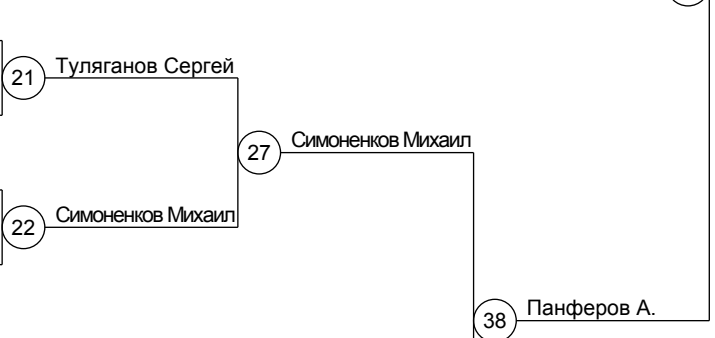 21 Туляганов Сергей
27 Симоненков Михаил
22 Симоненков Михаил
38 Панферов А.